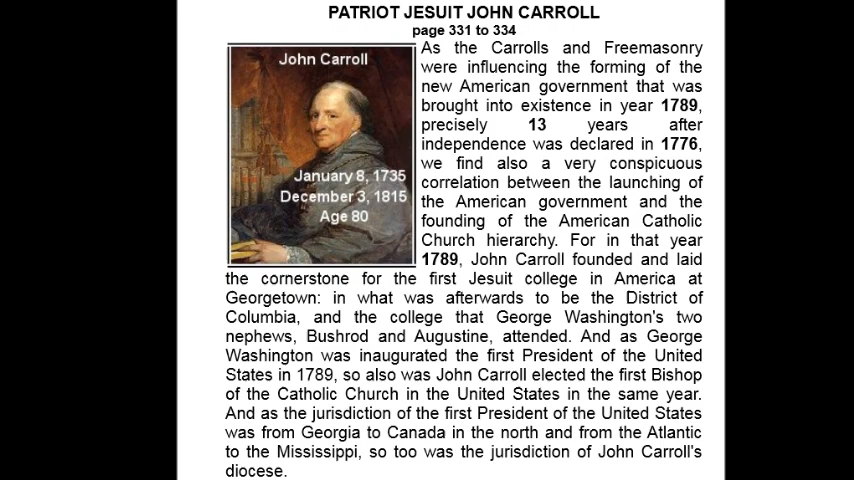 PATRIOT JESUIT JOHN CARROLL
page 331 to 334
John Carroll
January 8, 1735
December 3, 1815
Age 80
As the Carrolls and Freemasonry
were influencing the forming of the
new American government that was
brought into existence in year 1789,
precisely 13 years after
independence was declared in 1776,
we find also a very conspicuous
correlation between the launching of
the American government and the
founding of the American Catholic
Church hierarchy. For in that year
1789, John Carroll founded and laid
the cornerstone for the first Jesuit college in America at
Georgetown: in what was afterwards to be the District of
Columbia, and the college that George Washington's two
nephews, Bushrod and Augustine, attended. And as George
Washington was inaugurated the first President of the United
States in 1789, so also was John Carroll elected the first Bishop
of the Catholic Church in the United States in the same year.
And as the jurisdiction of the first President of the United States
was from Georgia to Canada in the north and from the Atlantic
to the Mississippi, so too was the jurisdiction of John Carroll's
diocese.